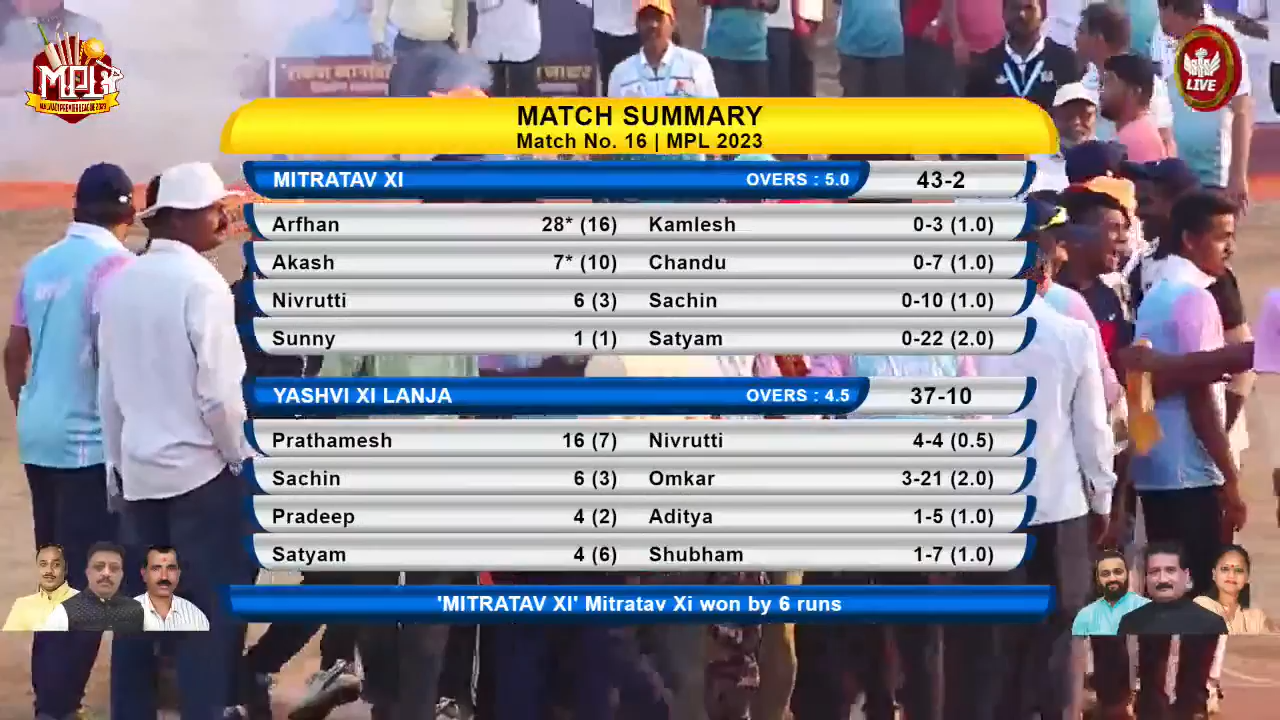 MPL
LIVE
MATCH SUMMARY
Match No. 16 | MPL 2023
MITRATAV XI OVERS : 5.0 43-2
Arfhan 28* (16) Kamlesh 0-3 (1.0)
Akash 7* (10) Chandu 0-7 (1.0)
Nivrutti 6 (3) Sachin 0-10 (1.0)
Sunny 1 (1) Satyam 0-22 (2.0)
YASHVI XI LANJA OVERS : 4.5 37-10
Prathamesh 16 (7) Nivrutti 4-4 (0.5)
Sachin 6 (3) Omkar 3-21 (2.0)
Pradeep 4 (2) Aditya 1-5 (1.0)
Satyam 4 (6) Shubham 1-7 (1.0)
'MITRATAV XI' Mitratav Xi won by 6 runs